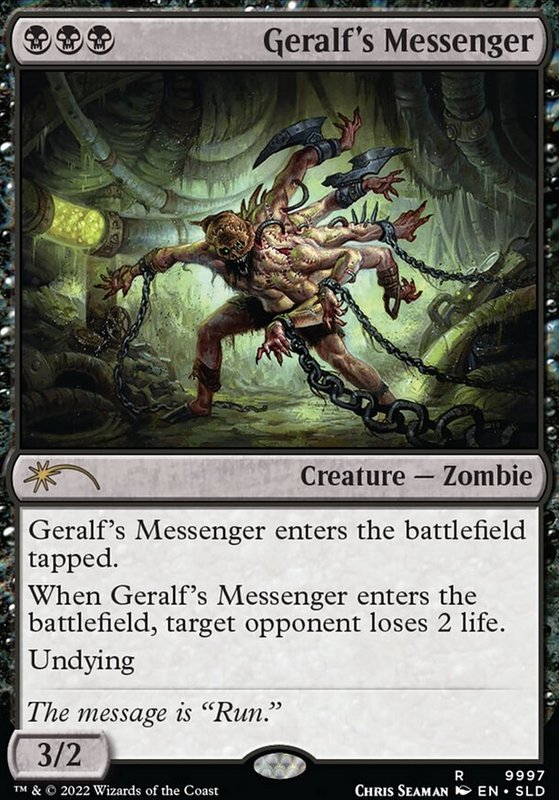 Geralf's Messenger
Creature — Zombie
Geralf's Messenger enters the battlefield
tapped.
When Geralf's Messenger enters the
battlefield, target opponent loses 2 life.
Undying
The message is “Run.”
3/2
R 9997
™ & © 2022 Wizards of the Coast
Chris Seaman EN • SLD